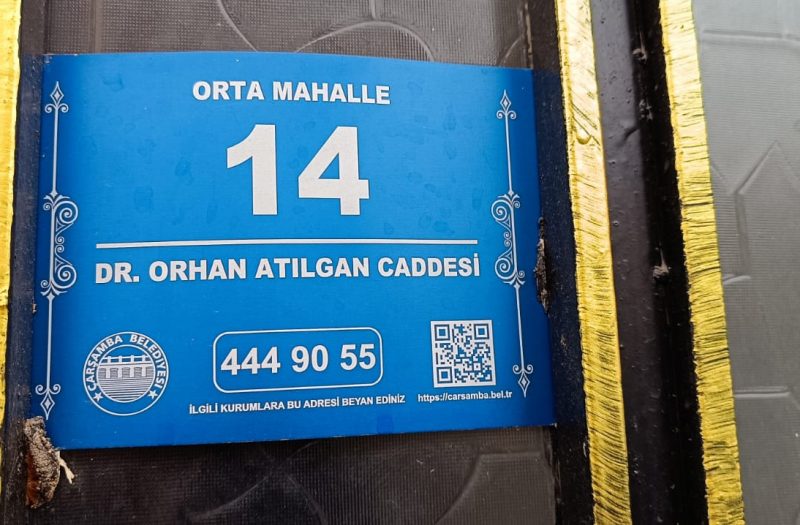 ORTA MAHALLE
14
DR. ORHAN ATILGAN CADDESİ
ÇARŞAMBA BELEDİYESİ
444 90 55
İLGİLİ KURUMLARA BU ADRESİ BEYAN EDİNİZ
https://carsamba.bel.tr